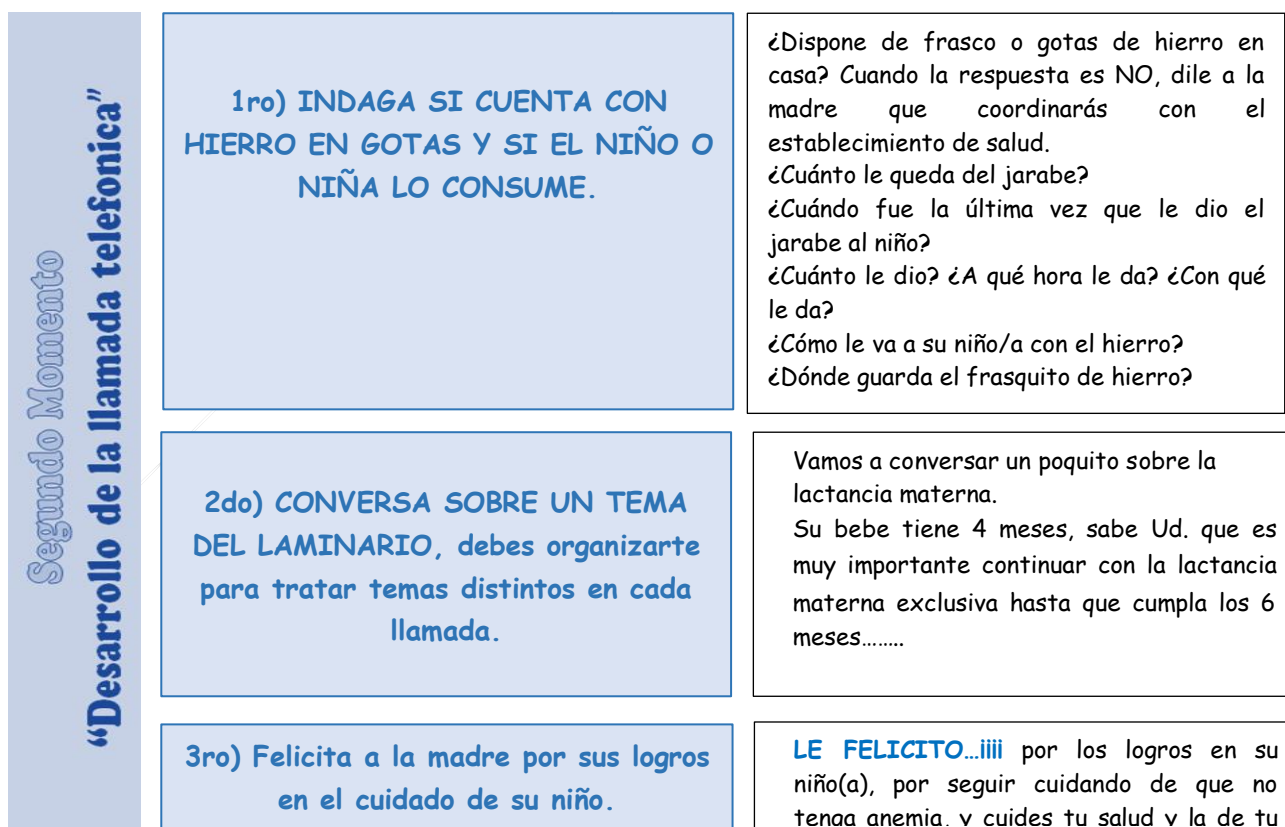 Segundo Momento
“Desarrollo de la llamada telefonica”
1ro) INDAGA SI CUENTA CON
HIERRO EN GOTAS Y SI EL NIÑO O
NIÑA LO CONSUME.
¿Dispone de frasco o gotas de hierro en
casa? Cuando la respuesta es NO, dile a la
madre que coordinarás con el
establecimiento de salud.
¿Cuánto le queda del jarabe?
¿Cuándo fue la última vez que le dio el
jarabe al niño?
¿Cuánto le dio? ¿A qué hora le da? ¿Con qué
le da?
¿Cómo le va a su niño/a con el hierro?
¿Dónde guarda el frasquito de hierro?
2do) CONVERSA SOBRE UN TEMA
DEL LAMINARIO, debes organizarte
para tratar temas distintos en cada
llamada.
Vamos a conversar un poquito sobre la
lactancia materna.
Su bebe tiene 4 meses, sabe Ud. que es
muy importante continuar con la lactancia
materna exclusiva hasta que cumpla los 6
meses……..
3ro) Felicita a la madre por sus logros
en el cuidado de su niño.
LE FELICITO…¡¡¡¡ por los logros en su
niño(a), por seguir cuidando de que no
tenga anemia, y cuides tu salud y la de tu